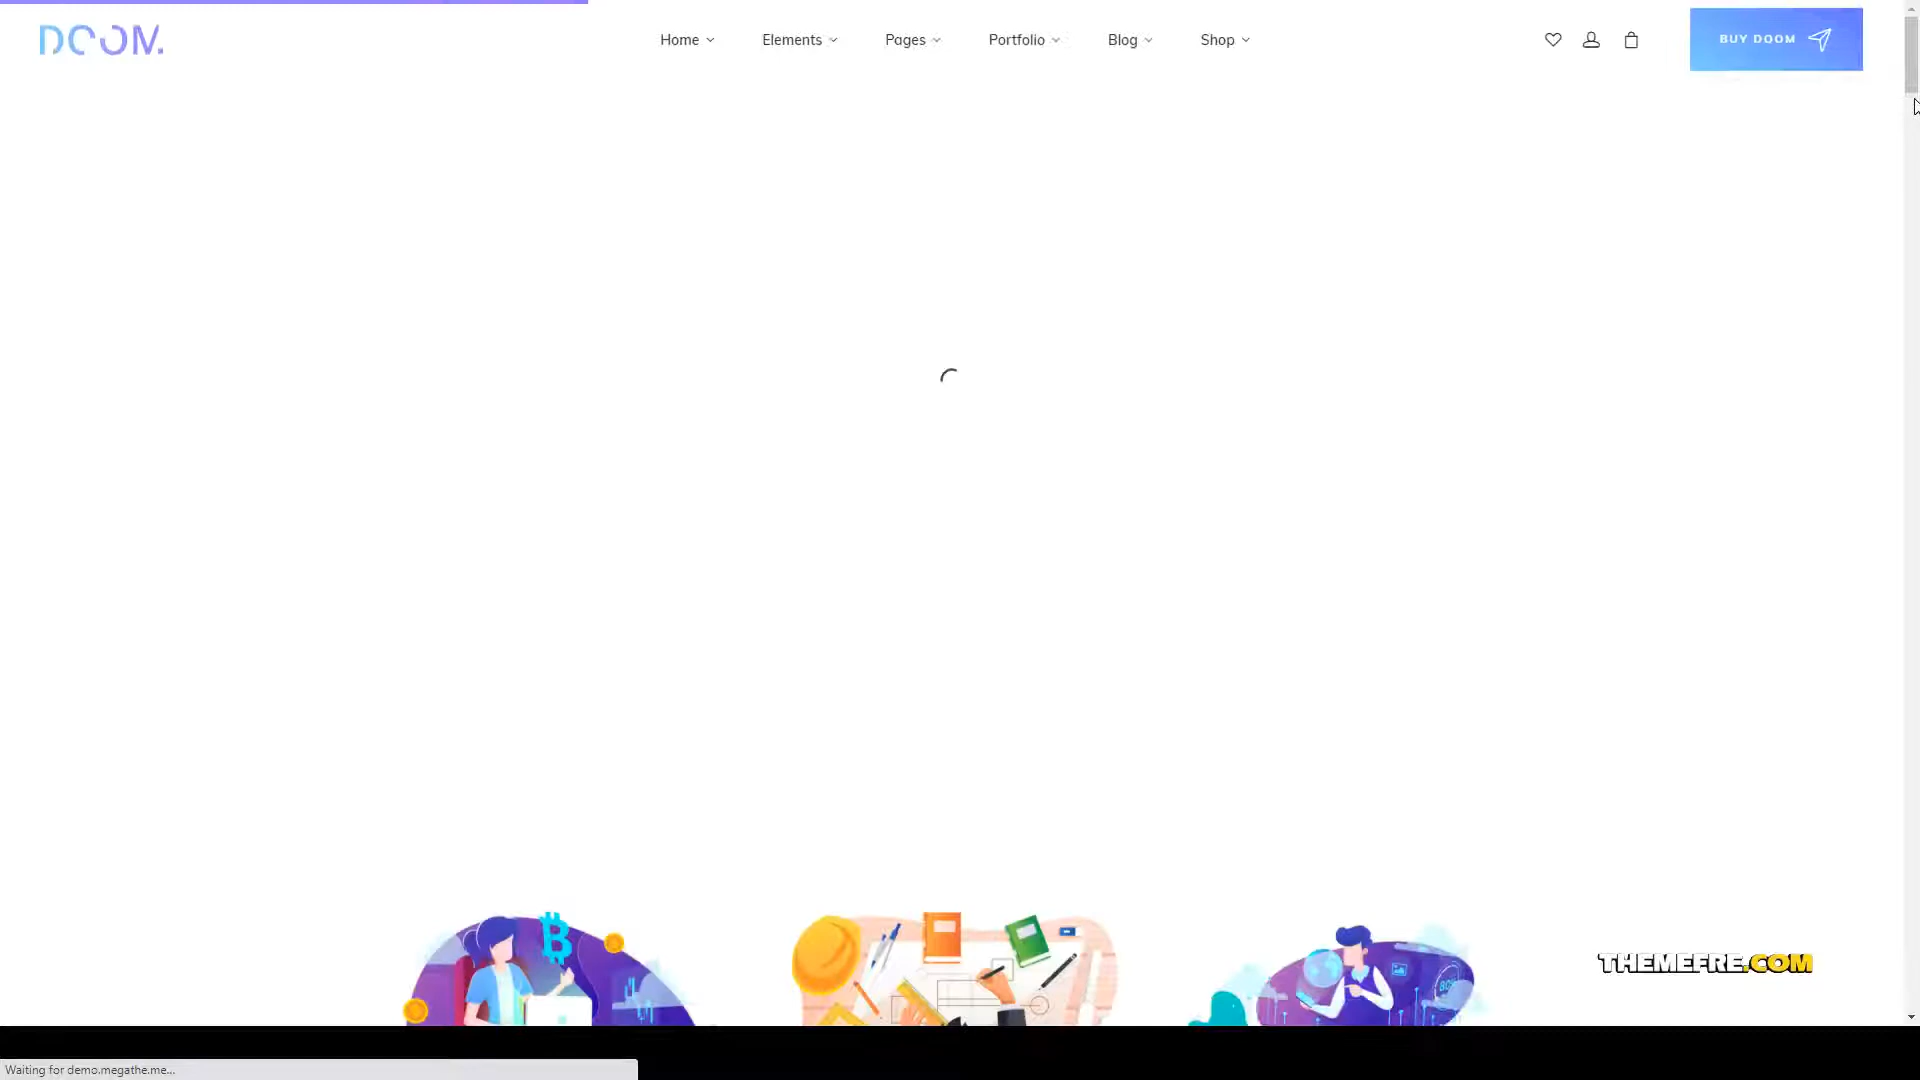 DOOM.
Home
Elements
Pages
Portfolio
Blog
Shop
BUY DOOM
THEMEFRE.COM
Waiting for demo.megathe.me...